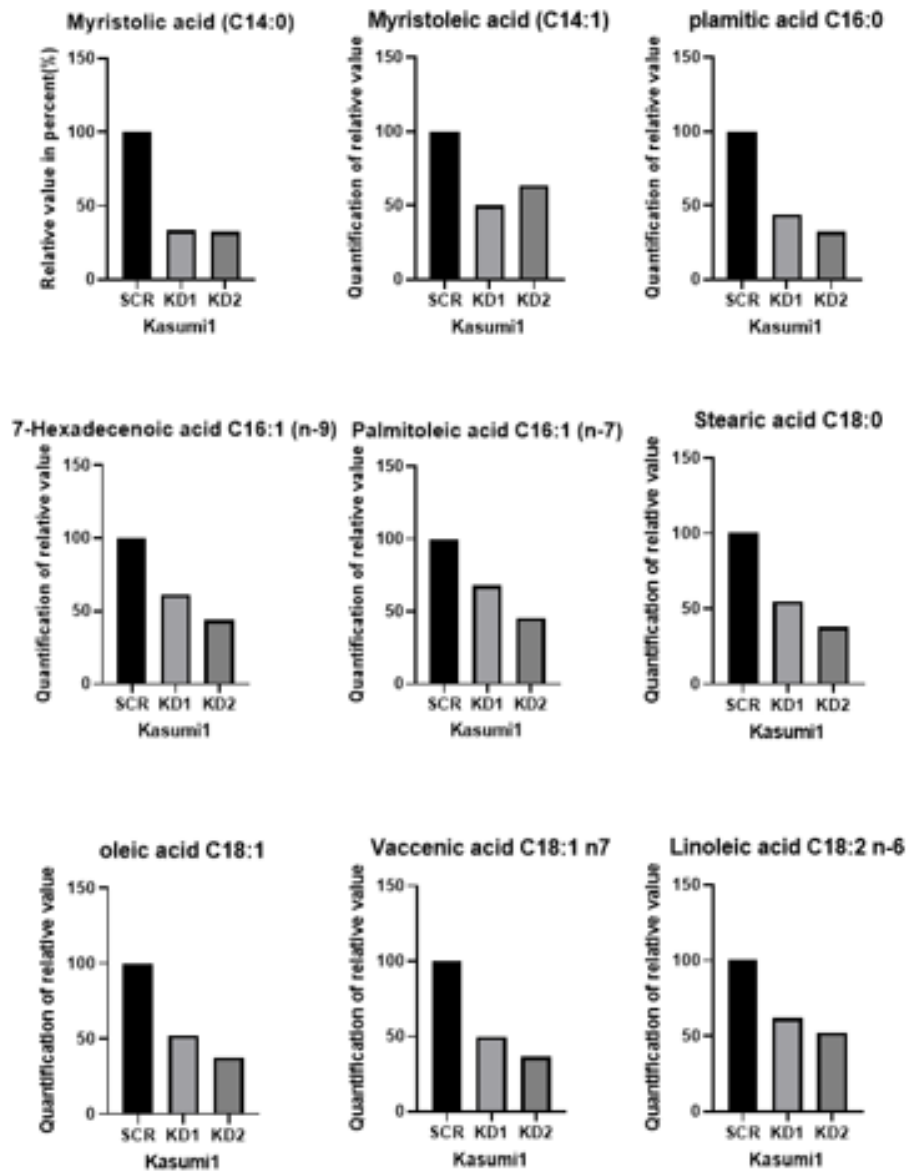 Myristolic acid (C14:0)
Relative value in percent(%)
150
100
50
0
SCR KD1 KD2
Kasumi1
Myristoleic acid (C14:1)
Quantification of relative value
150
100
50
0
SCR KD1 KD2
Kasumi1
plamitic acid C16:0
Quantification of relative value
150
100
50
0
SCR KD1 KD2
Kasumi1
7-Hexadecenoic acid C16:1 (n-9)
Quantification of relative value
150
100
50
0
SCR KD1 KD2
Kasumi1
Palmitoleic acid C16:1 (n-7)
Quantification of relative value
150
100
50
0
SCR KD1 KD2
Kasumi1
Stearic acid C18:0
Quantification of relative value
150
100
50
0
SCR KD1 KD2
Kasumi1
oleic acid C18:1
Quantification of relative value
150
100
50
0
SCR KD1 KD2
Kasumi1
Vaccenic acid C18:1 n7
Quantification of relative value
150
100
50
0
SCR KD1 KD2
Kasumi1
Linoleic acid C18:2 n-6
Quantification of relative value
150
100
50
0
SCR KD1 KD2
Kasumi1